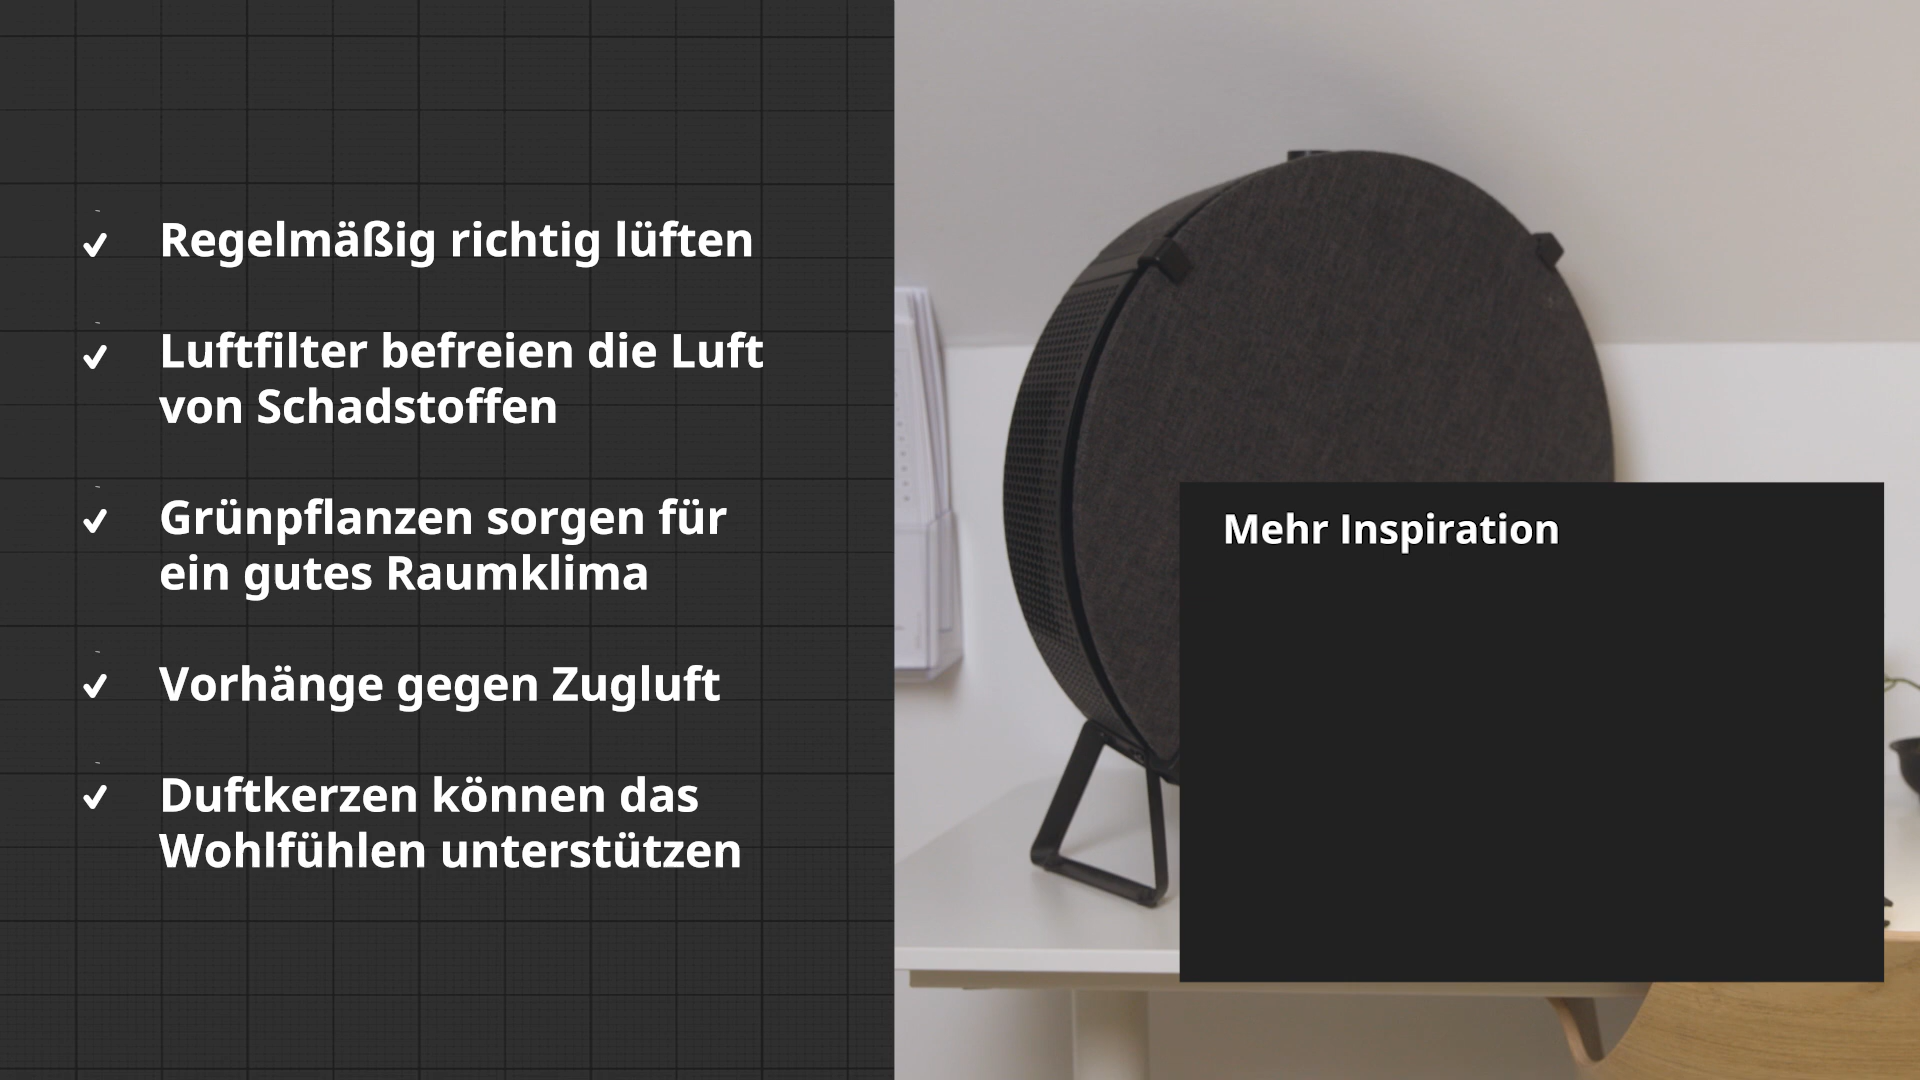 Regelmäßig richtig lüften
Luftfilter befreien die Luft
von Schadstoffen
Grünpflanzen sorgen für
ein gutes Raumklima
Vorhänge gegen Zugluft
Duftkerzen können das
Wohlfühlen unterstützen
Mehr Inspiration